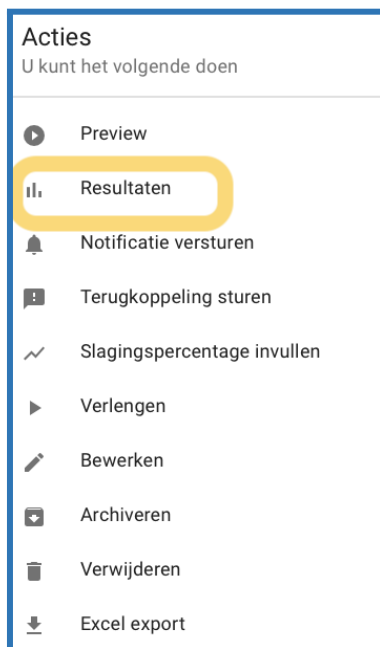 Acties
U kunt het volgende doen
Preview
Resultaten
Notificatie versturen
Terugkoppeling sturen
Slagingspercentage invullen
Verlengen
Bewerken
Archiveren
Verwijderen
Excel export